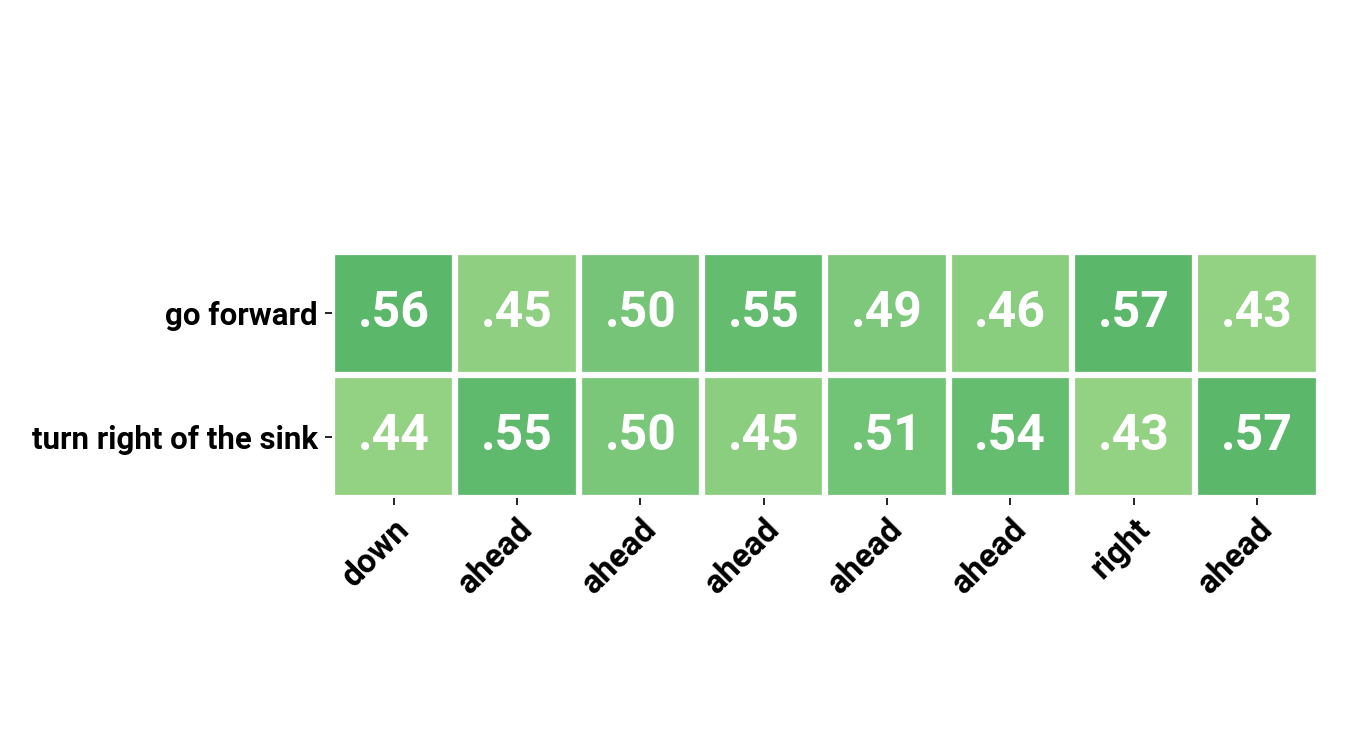 go forward .56 .45 .50 .55 .49 .46 .57 .43
turn right of the sink .44 .55 .50 .45 .51 .54 .43 .57
down ahead ahead ahead ahead ahead right ahead